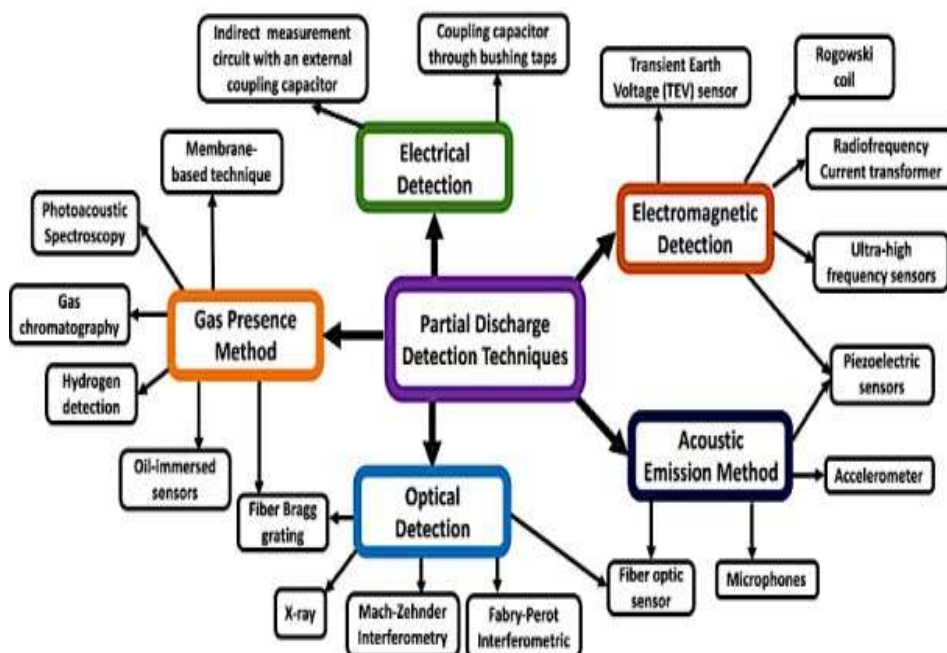 Indirect measurement
circuit with an external
coupling capacitor
Coupling capacitor
through bushing taps
Transient Earth
Voltage (TEV) sensor
Rogowski
coil
Membrane-
based technique
Electrical
Detection
Radiofrequency
Current transformer
Photoacoustic
Spectroscopy
Electromagnetic
Detection
Ultra-high
frequency sensors
Gas
chromatography
Gas Presence
Method
Partial Discharge
Detection Techniques
Piezoelectric
sensors
Hydrogen
detection
Acoustic
Emission Method
Oil-immersed
sensors
Accelerometer
Optical
Detection
Fiber Bragg
grating
Fiber optic
sensor
Microphones
X-ray
Mach-Zehnder
Interferometry
Fabry-Perot
Interferometric